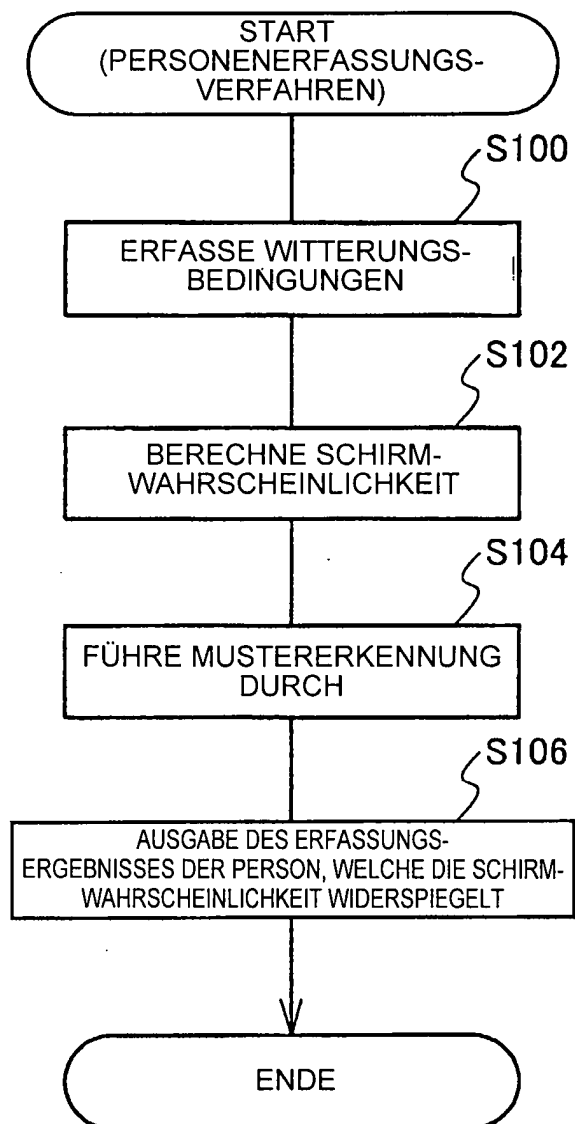 START
(PERSONENERFASSUNGS-
VERFAHREN)
S100
ERFASSE WITTERUNGS-
BEDINGUNGEN
S102
BERECHNE SCHIRM-
WAHRSCHEINLICHKEIT
S104
FÜHRE MUSTERERKENNUNG
DURCH
S106
AUSGABE DES ERFASSUNGS-
ERGEBNISSES DER PERSON, WELCHE DIE SCHIRM-
WAHRSCHEINLICHKEIT WIDERSPIEGELT
ENDE